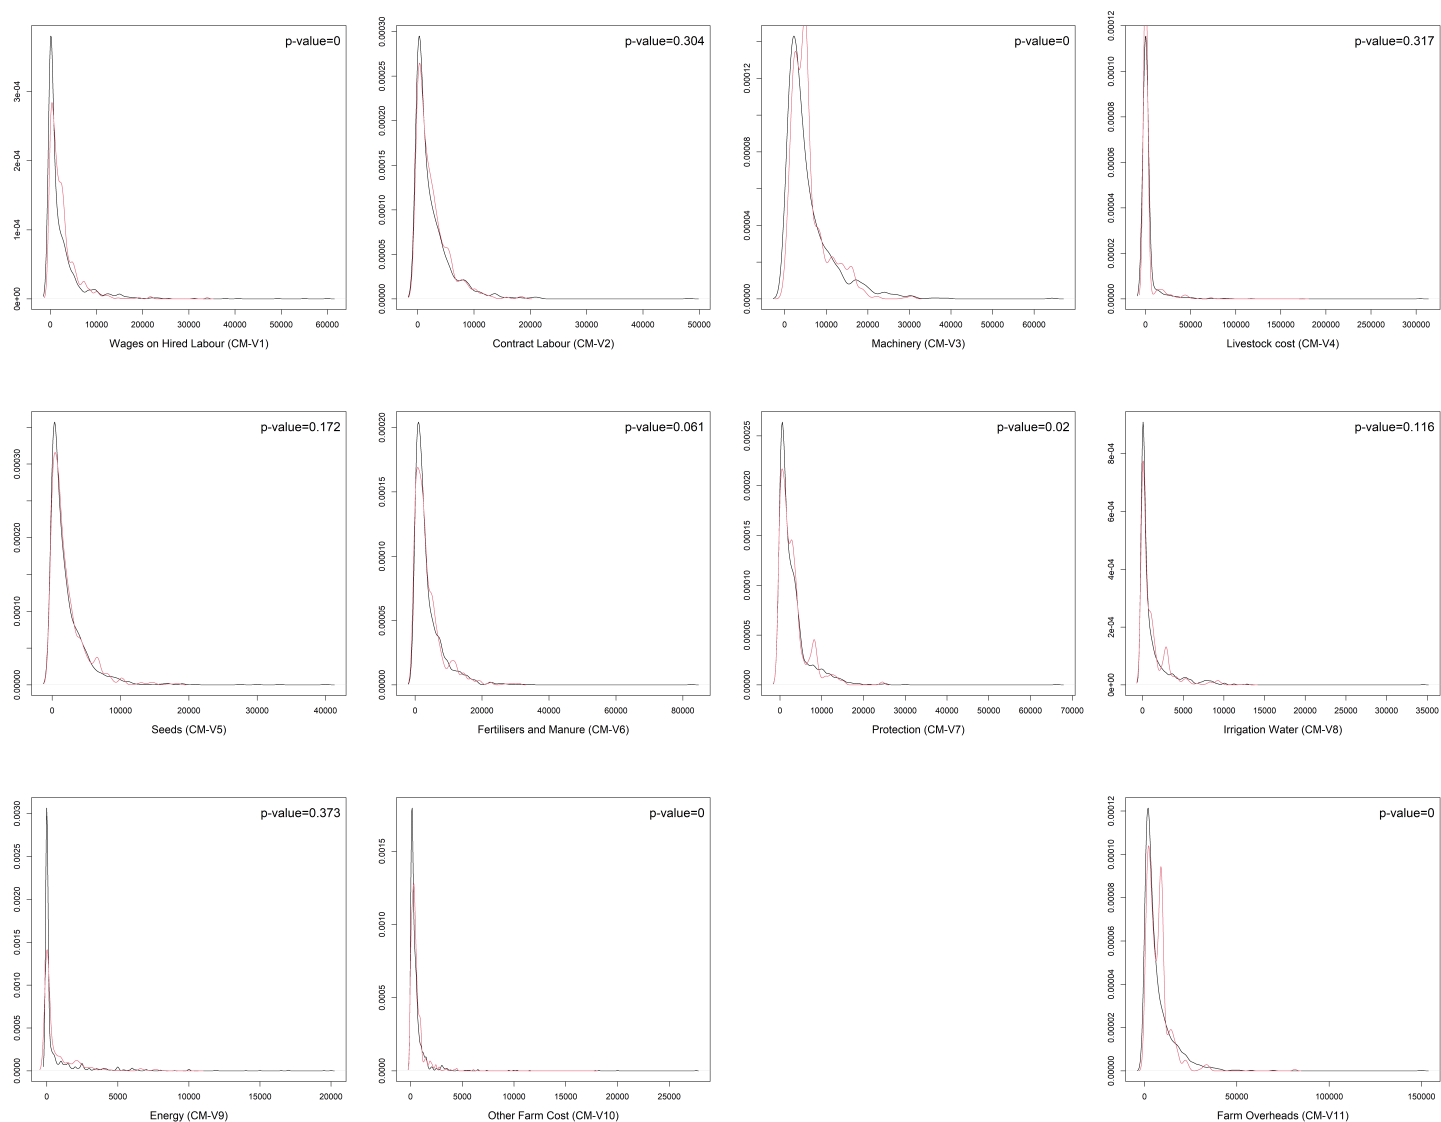 p-value=0
0e+00 1e-04 2e-04 3e-04
0 10000 20000 30000 40000 50000 60000
Wages on Hired Labour (CM-V1)
p-value=0.304
0.00000 0.00005 0.00010 0.00015 0.00020 0.00025 0.00030
0 10000 20000 30000 40000 50000
Contract Labour (CM-V2)
p-value=0
0.00000 0.00004 0.00008 0.00012
0 10000 20000 30000 40000 50000 60000
Machinery (CM-V3)
p-value=0.317
0.00000 0.00002 0.00004 0.00006 0.00008 0.00010 0.00012
0 50000 100000 150000 200000 250000 300000
Livestock cost (CM-V4)
p-value=0.172
0.00000 0.00010 0.00020 0.00030
0 10000 20000 30000 40000
Seeds (CM-V5)
p-value=0.061
0.00000 0.00005 0.00010 0.00015 0.00020
0 20000 40000 60000 80000
Fertilisers and Manure (CM-V6)
p-value=0.02
0.00000 0.00005 0.00010 0.00015 0.00020 0.00025
0 10000 20000 30000 40000 50000 60000 70000
Protection (CM-V7)
p-value=0.116
0e+00 2e-04 4e-04 6e-04 8e-04
0 5000 10000 15000 20000 25000 30000 35000
Irrigation Water (CM-V8)
p-value=0.373
0.0000 0.0005 0.0010 0.0015 0.0020 0.0025 0.0030
0 5000 10000 15000 20000
Energy (CM-V9)
p-value=0
0.0000 0.0005 0.0010 0.0015
0 5000 10000 15000 20000 25000
Other Farm Cost (CM-V10)
p-value=0
0.00000 0.00002 0.00004 0.00006 0.00008 0.00010 0.00012
0 50000 100000 150000
Farm Overheads (CM-V11)